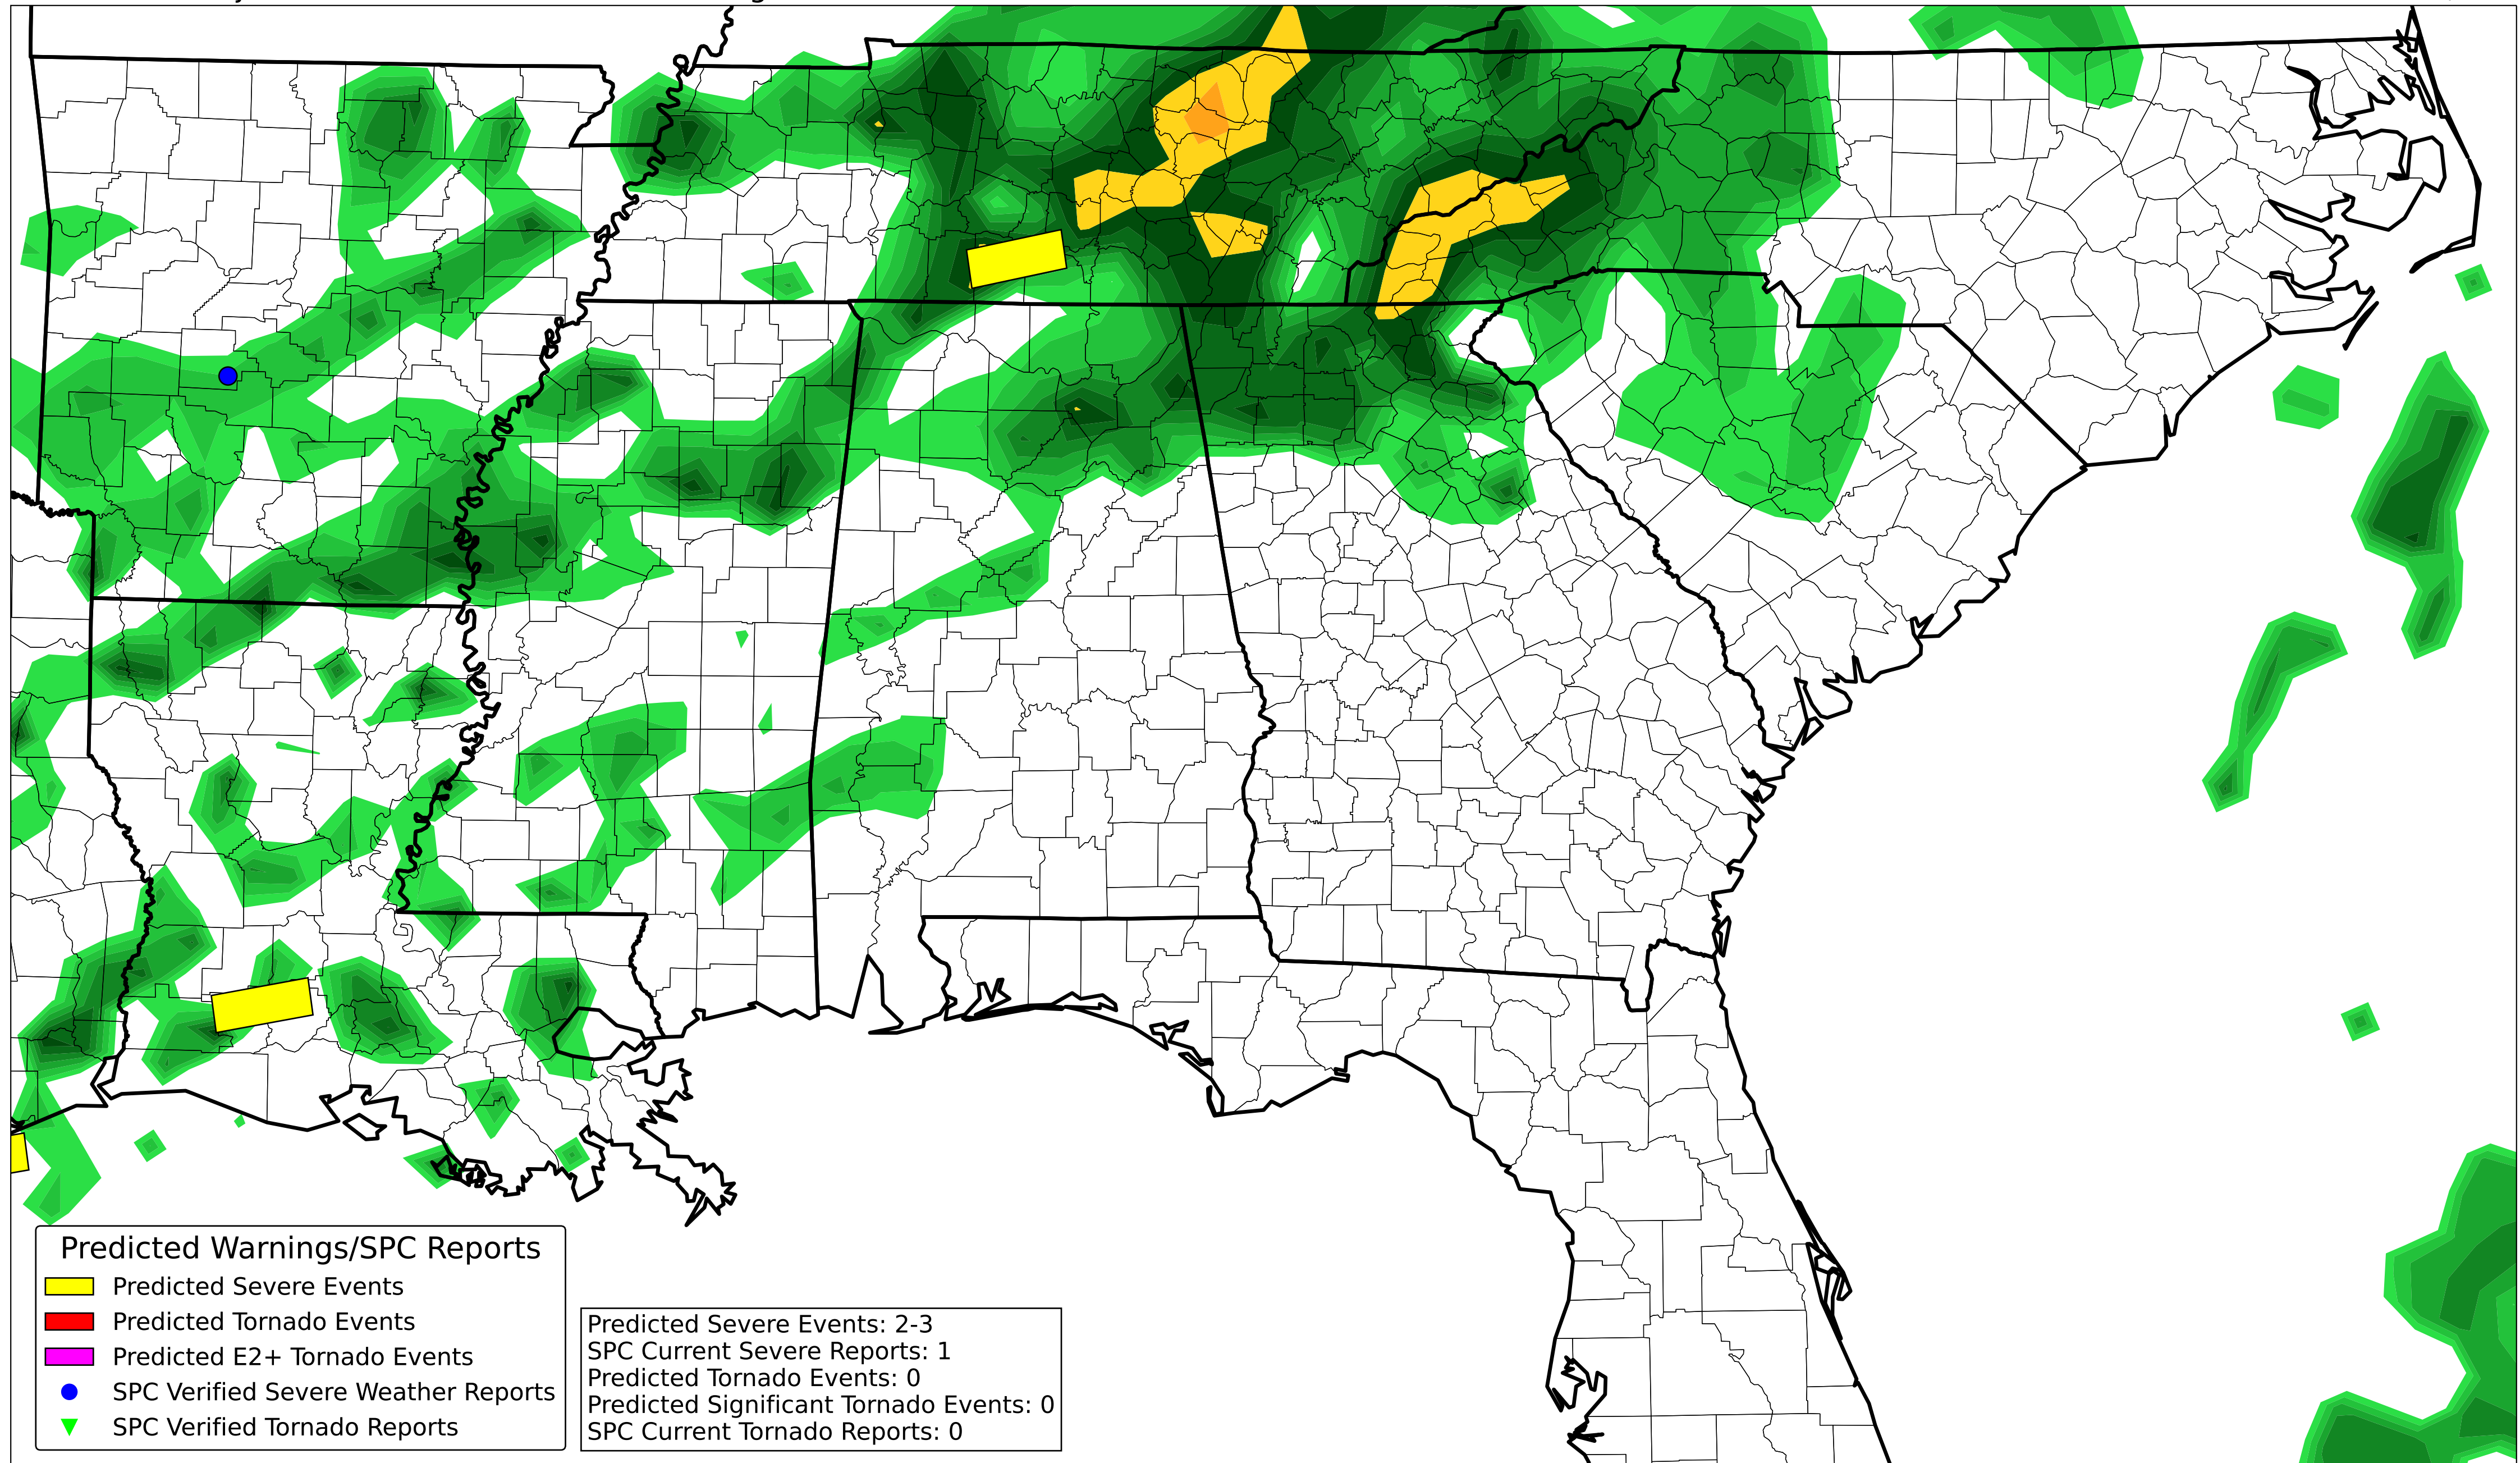 Predicted Warnings/SPC Reports
Predicted Severe Events
Predicted Tornado Events
Predicted E2+ Tornado Events
SPC Verified Severe Weather Reports
SPC Verified Tornado Reports
Predicted Severe Events: 2-3
SPC Current Severe Reports: 1
Predicted Tornado Events: 0
Predicted Significant Tornado Events: 0
SPC Current Tornado Reports: 0